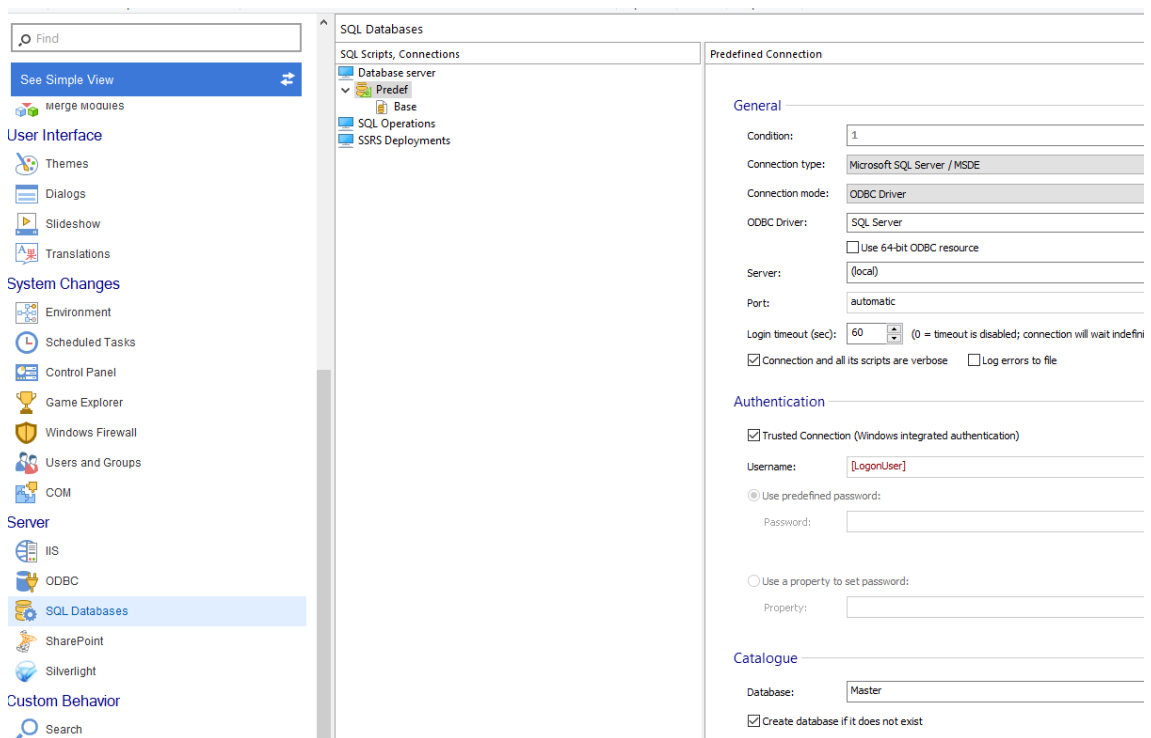 Find
See Simple View
Merge Modules
User Interface
Themes
Dialogs
Slideshow
Translations
System Changes
Environment
Scheduled Tasks
Control Panel
Game Explorer
Windows Firewall
Users and Groups
COM
Server
IIS
ODBC
SQL Databases
SharePoint
Silverlight
Custom Behavior
Search
SQL Databases
SQL Scripts, Connections
Database server
Predef
Base
SQL Operations
SSRS Deployments
Predefined Connection
General
Condition: 1
Connection type: Microsoft SQL Server / MSDE
Connection mode: ODBC Driver
ODBC Driver: SQL Server
Use 64-bit ODBC resource
Server: (local)
Port: automatic
Login timeout (sec): 60 (0 = timeout is disabled; connection will wait indefini
Connection and all its scripts are verbose Log errors to file
Authentication
Trusted Connection (Windows integrated authentication)
Username: [LogonUser]
Use predefined password:
Password:
Use a property to set password:
Property:
Catalogue
Database: Master
Create database if it does not exist